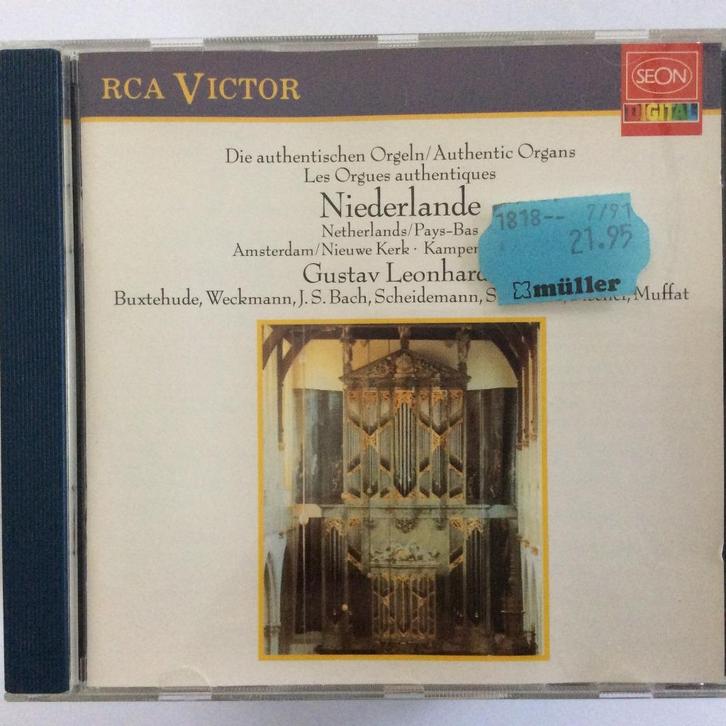 RCA VICTOR
SEON
DIGITAL
Die authentischen Orgeln/Authentic Organs
Les Orgues authentiques
Niederlande
Netherlands/Pays-Bas
Amsterdam/Nieuwe Kerk · Kampen
Gustav Leonhard
Buxtehude, Weckmann, J. S. Bach, Scheidemann, Muffat
1818-- 7/91
21.95
müller